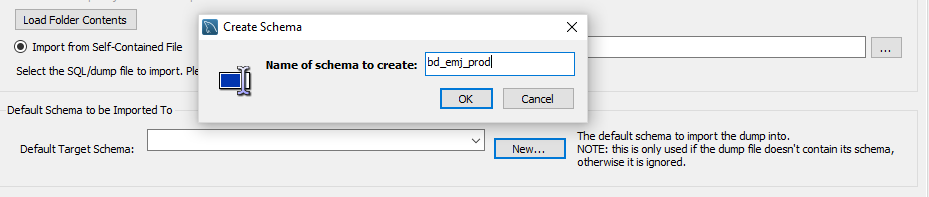 Load Folder Contents
Create Schema
Import from Self-Contained File
Name of schema to create: bd_emj_prod
...
Select the SQL/dump file to import. Ple
OK Cancel
Default Schema to be Imported To
Default Target Schema:
New...
The default schema to import the dump into.
NOTE: this is only used if the dump file doesn't contain its schema,
otherwise it is ignored.